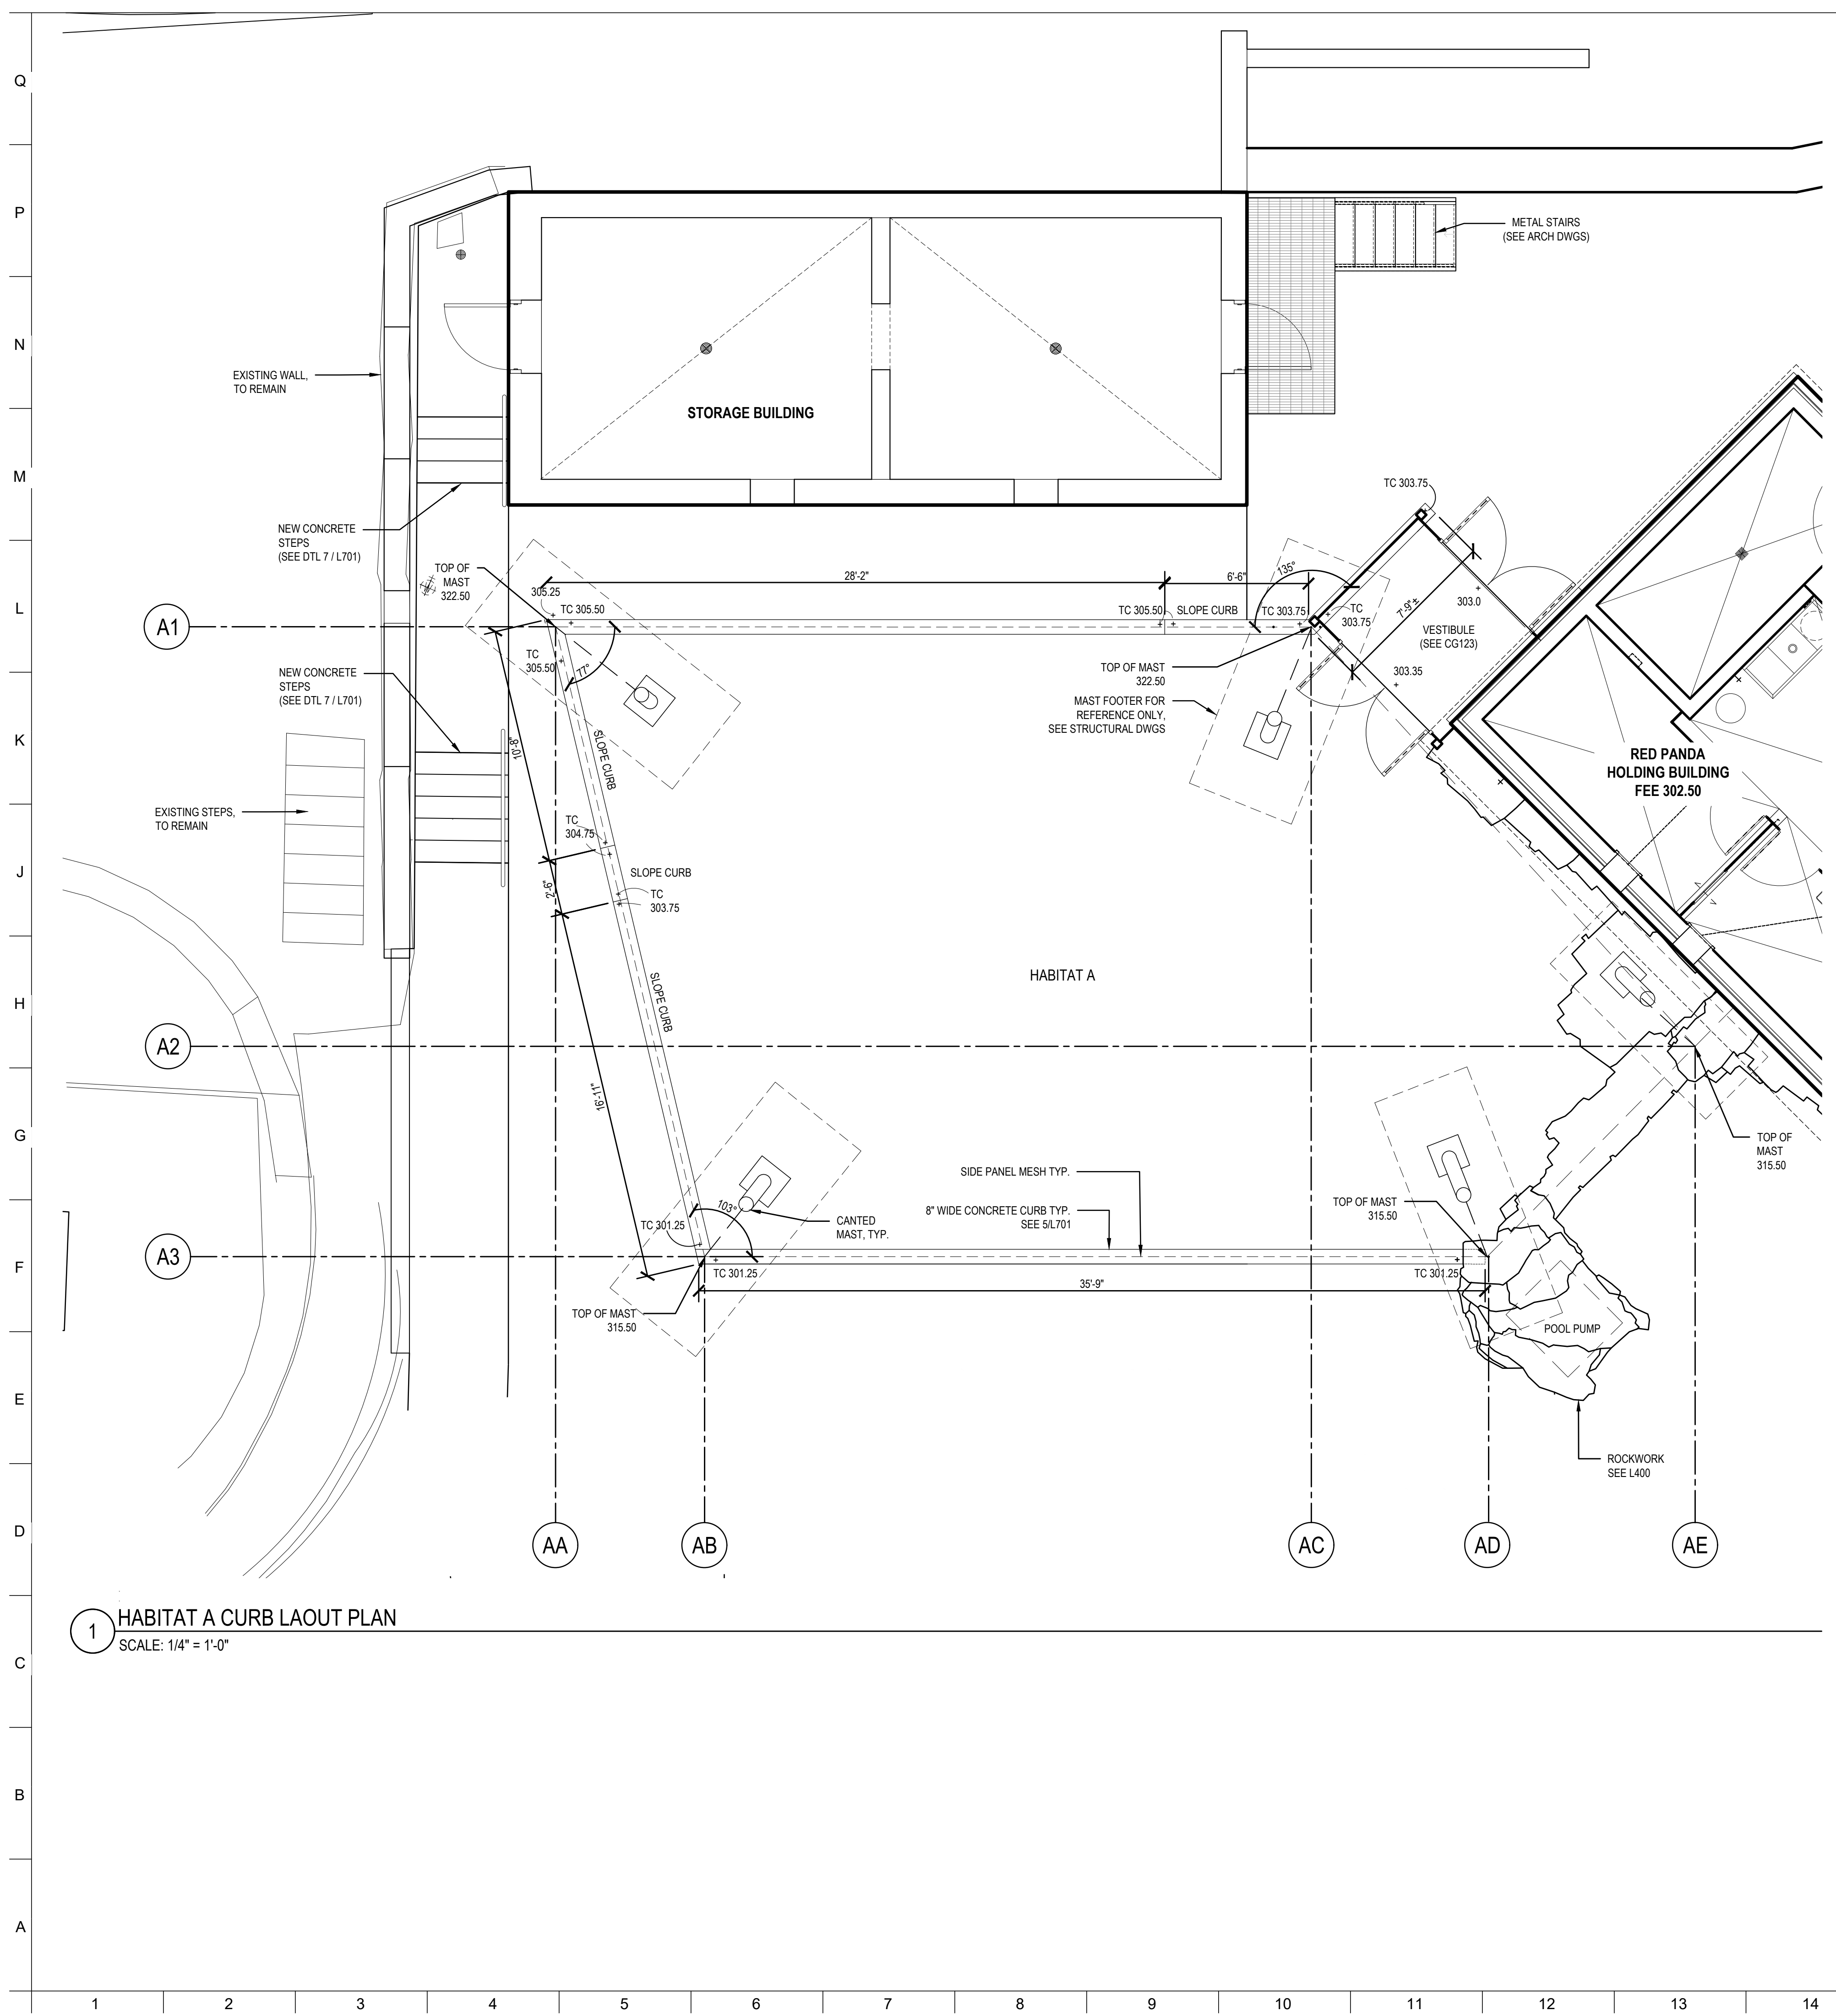 Q
P
METAL STAIRS
(SEE ARCH DWGS)
N
EXISTING WALL,
TO REMAIN
STORAGE BUILDING
M
TC 303.75
NEW CONCRETE
STEPS
(SEE DTL 7 / L701)
TOP OF
MAST
322.50
305.25
TC 305.50
28'-2"
6'-6"
135°
7'-9"±
303.0
L
A1
TC 305.50
SLOPE CURB
TC 303.75
TC
303.75
VESTIBULE
(SEE CG123)
TC
305.50
77°
TOP OF MAST
322.50
303.35
NEW CONCRETE
STEPS
(SEE DTL 7 / L701)
MAST FOOTER FOR
REFERENCE ONLY,
SEE STRUCTURAL DWGS
K
10'-8"
SLOPE CURB
RED PANDA
HOLDING BUILDING
FEE 302.50
EXISTING STEPS,
TO REMAIN
TC
304.75
J
SLOPE CURB
2'-6"
TC
303.75
HABITAT A
H
SLOPE CURB
A2
16'-11"
G
TOP OF
MAST
315.50
SIDE PANEL MESH TYP.
TOP OF MAST
315.50
8" WIDE CONCRETE CURB TYP.
SEE 5/L701
103°
CANTED
MAST, TYP.
TC 301.25
A3
F
TC 301.25
TC 301.25
35'-9"
TOP OF MAST
315.50
POOL PUMP
E
ROCKWORK
SEE L400
D
AA
AB
AC
AD
AE
1
HABITAT A CURB LAOUT PLAN
SCALE: 1/4" = 1'-0"
C
B
A
1 2 3 4 5 6 7 8 9 10 11 12 13 14